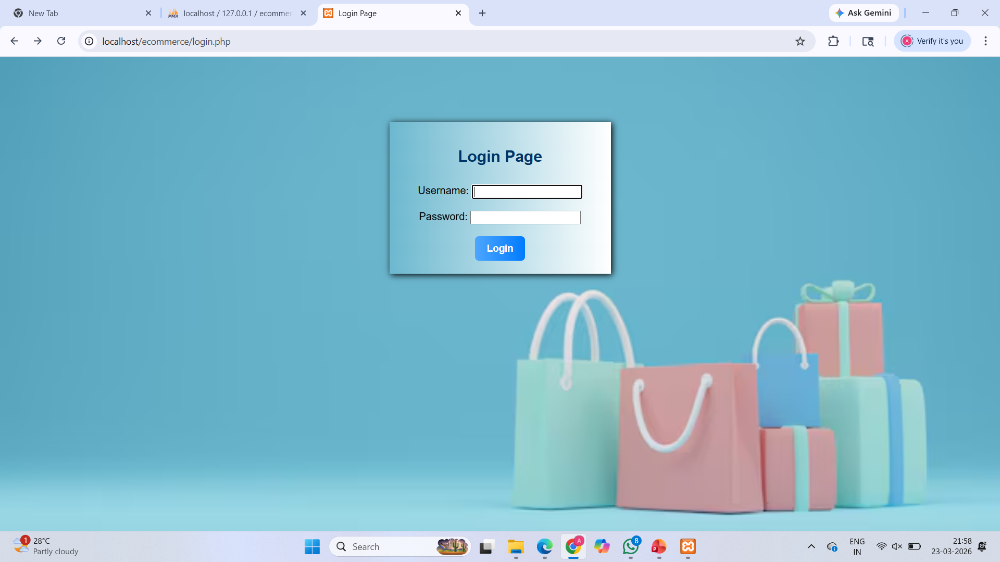 New Tab
localhost / 127.0.0.1 / ecommer
Login Page
Ask Gemini
localhost/ecommerce/login.php
A
Verify it's you
Login Page
Username:
Password:
Login
1
28°C
Partly cloudy
Search
A
8
P
ENG
IN
21:58
23-03-2026